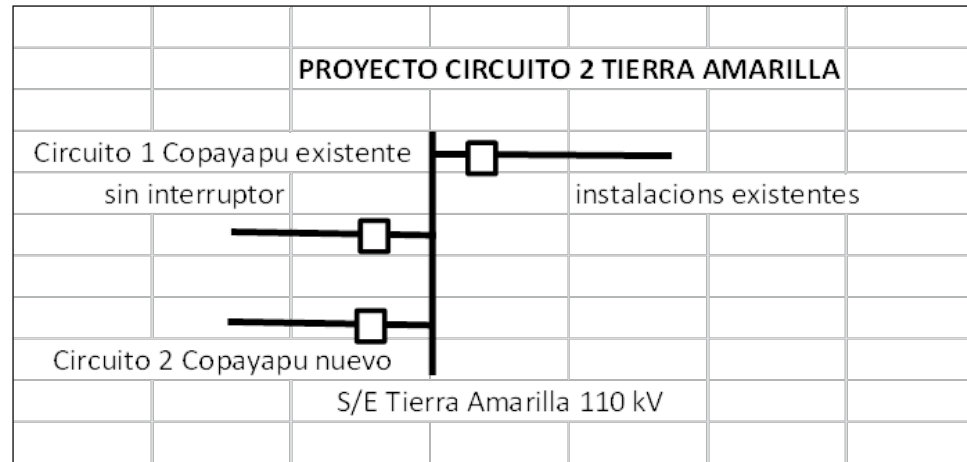 PROYECTO CIRCUITO 2 TIERRA AMARILLA
Circuito 1 Copayapu existente
sin interruptor
instalacions existentes
Circuito 2 Copayapu nuevo
S/E Tierra Amarilla 110 kV